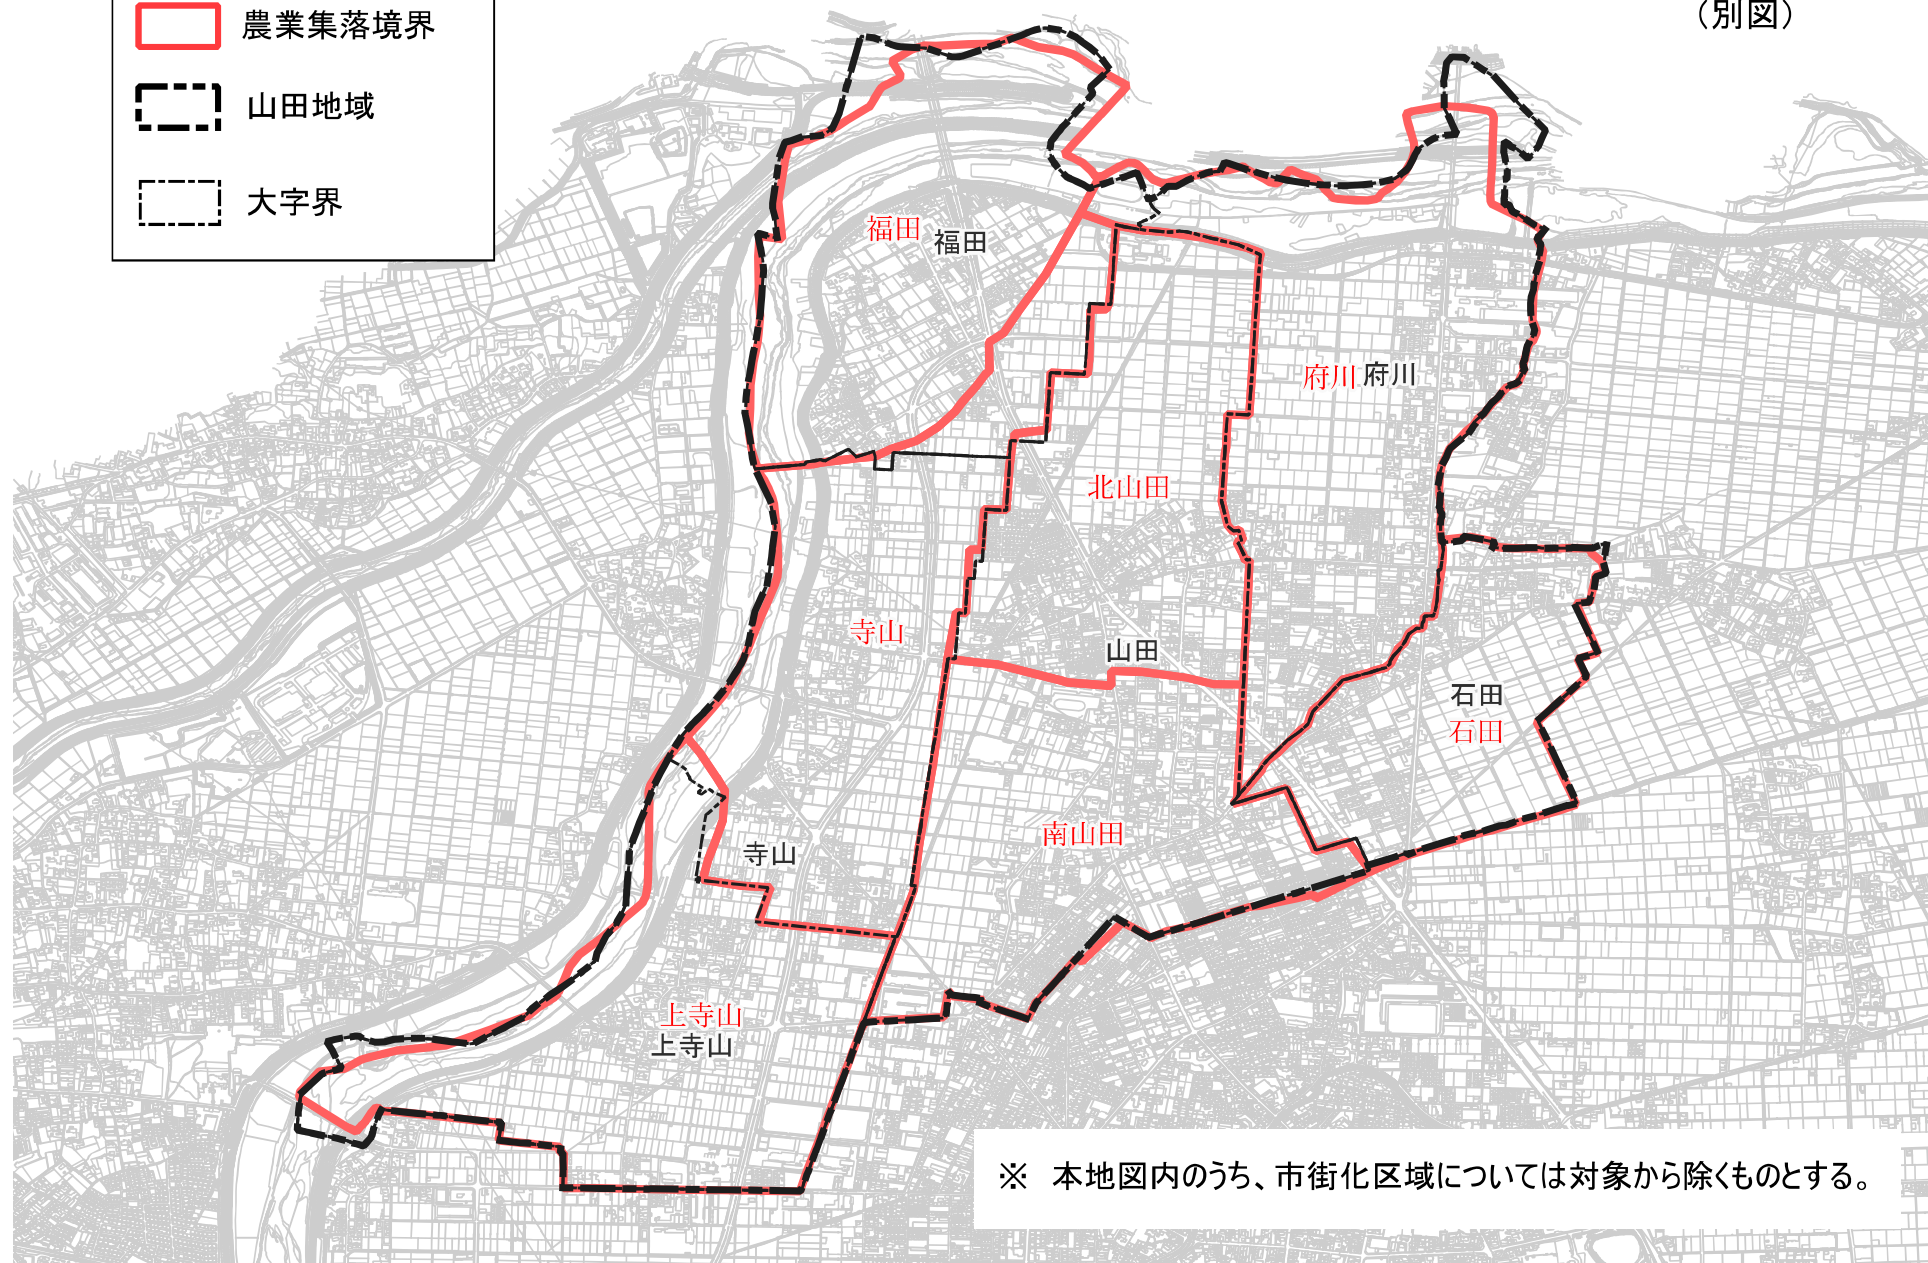 （別図）
農業集落境界
山田地域
大字界
福田
福田
府川
府川
北山田
寺山
山田
石田
石田
南山田
寺山
上寺山
上寺山
※　本地図内のうち、市街化区域については対象から除くものとする。